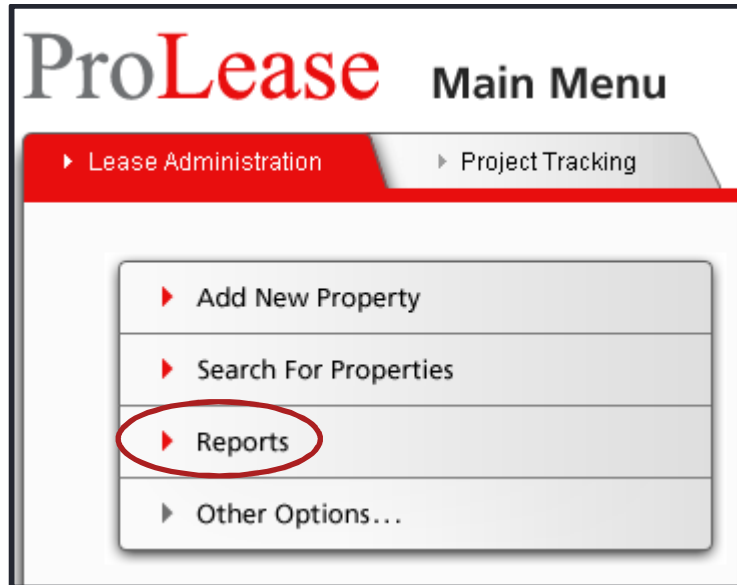 ProLease Main Menu
Lease Administration
Project Tracking
Add New Property
Search For Properties
Reports
Other Options...